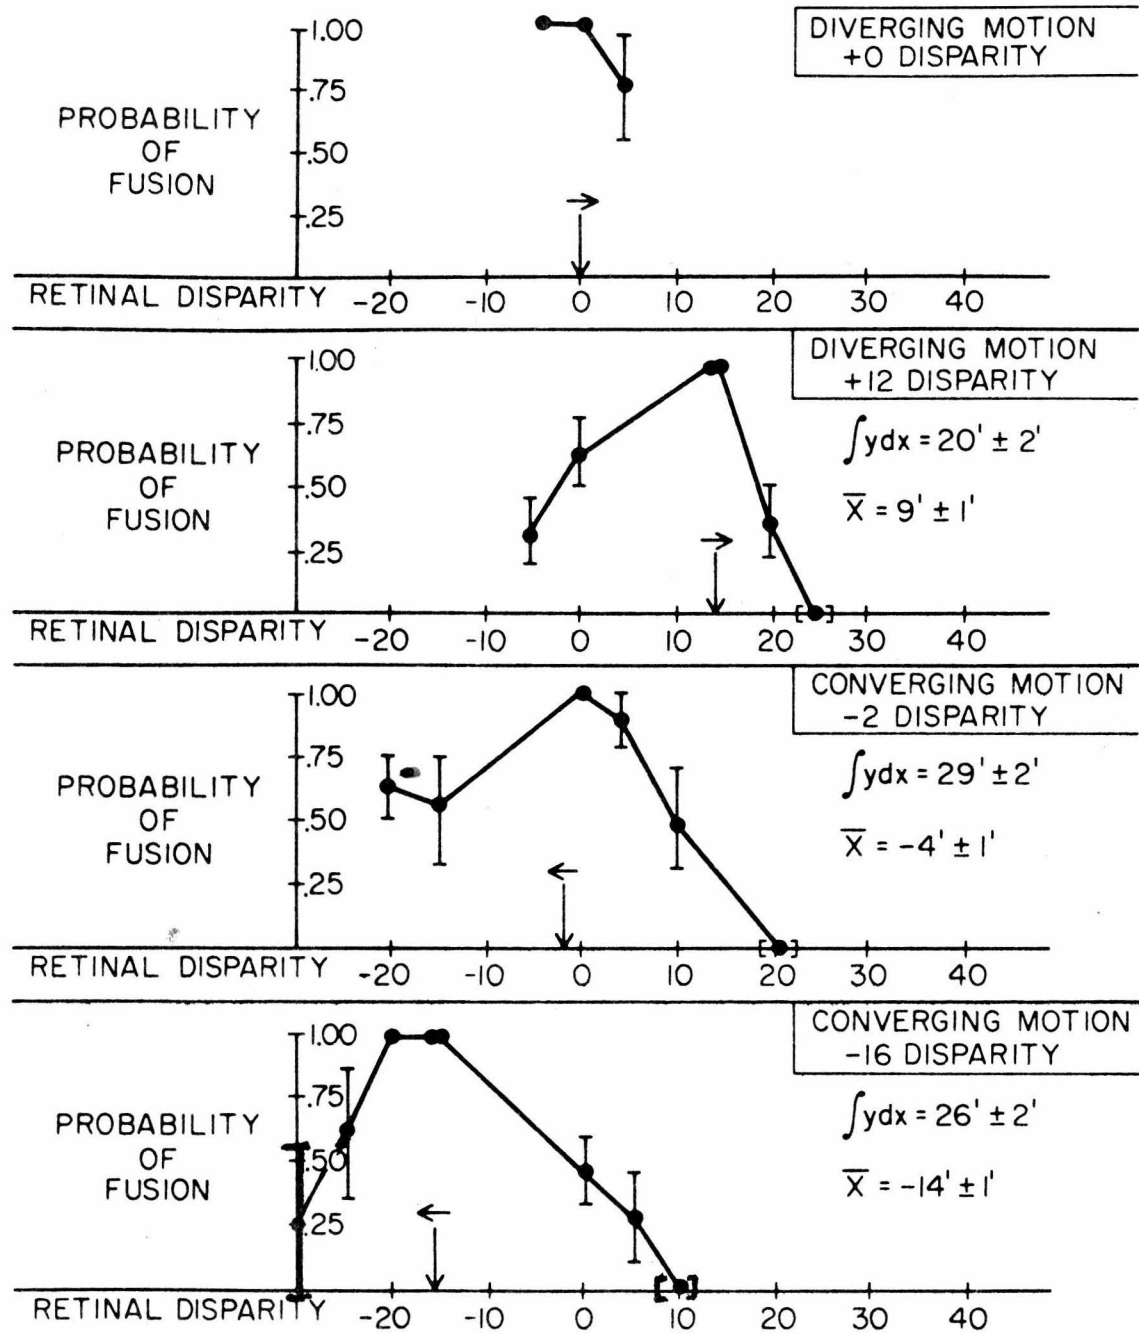 DIVERGING MOTION
+0 DISPARITY
1.00
.75
PROBABILITY
OF
FUSION
.50
.25
RETINAL DISPARITY -20 -10 0 10 20 30 40
DIVERGING MOTION
+12 DISPARITY
1.00
∫ydx = 20' ± 2'
.75
PROBABILITY
OF
FUSION
.50
X̅ = 9' ± 1'
.25
RETINAL DISPARITY -20 -10 0 10 20 30 40
CONVERGING MOTION
-2 DISPARITY
1.00
∫ydx = 29' ± 2'
.75
PROBABILITY
OF
FUSION
.50
X̅ = -4' ± 1'
.25
RETINAL DISPARITY -20 -10 0 10 20 30 40
CONVERGING MOTION
-16 DISPARITY
1.00
∫ydx = 26' ± 2'
.75
PROBABILITY
OF
FUSION
.50
X̅ = -14' ± 1'
.25
RETINAL DISPARITY -20 -10 0 10 20 30 40